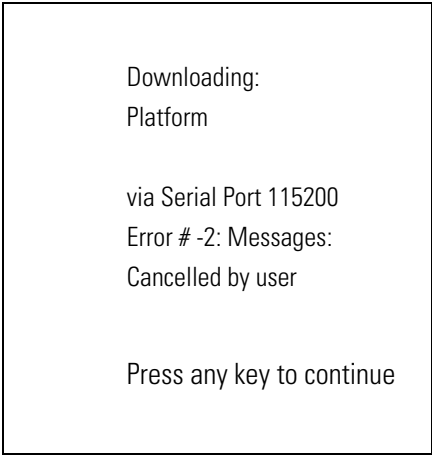 Downloading:
Platform
via Serial Port 115200
Error # -2: Messages:
Cancelled by user
Press any key to continue